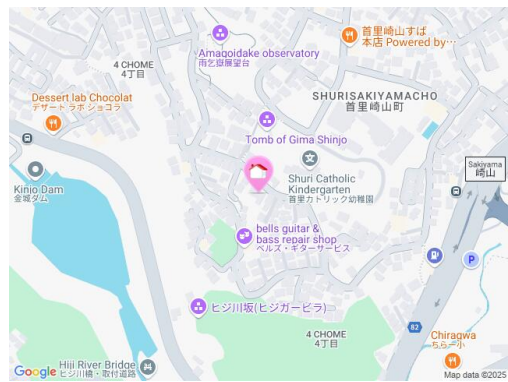 首里崎山すば
本店 Powered by…
Amagoidake observatory
雨乞嶽展望台
4 CHOME
4丁目
SHURISAKIYAMACHO
首里崎山町
Dessert lab Chocolat
デザート ラボ ショコラ
Tomb of Gima Shinjo
Shuri Catholic
Kindergarten
首里カトリック幼稚園
Sakiyama
崎山
Kinjo Dam
金城ダム
bells guitar &
bass repair shop
ベルズ・ギターサービス
P
ヒジ川坂(ヒジガービラ)
4 CHOME
4丁目
82
Chiragwa
ちらー小
Hiji River Bridge
ヒジ川橋・取付道路
Google
Map data ©2025